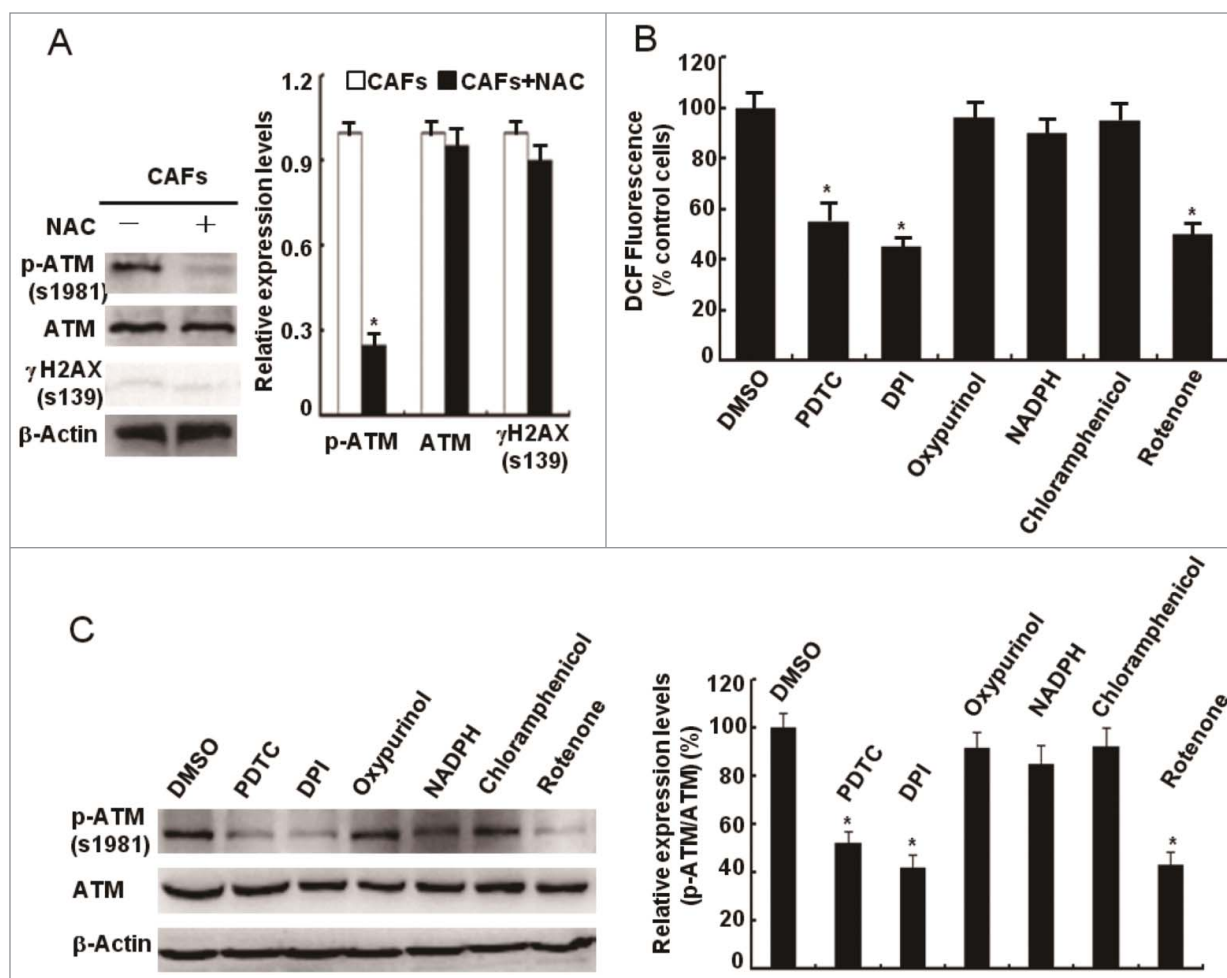 A
CAFs
NAC − +
p-ATM
(s1981)
ATM
γH2AX
(s139)
β-Actin
CAFs CAFs+NAC
Relative expression levels
1.2
0.9
0.6
0.3
0
*
p-ATM ATM γH2AX
(s139)
B
DCF Fluorescence
(% control cells)
120
100
80
60
40
20
0
* * *
DMSO PDTC DPI Oxypurinol NADPH Chloramphenicol Rotenone
C
DMSO PDTC DPI Oxypurinol NADPH Chloramphenicol Rotenone
p-ATM
(s1981)
ATM
β-Actin
Relative expression levels
(p-ATM/ATM) (%)
120
100
80
60
40
20
0
DMSO PDTC DPI Oxypurinol NADPH Chloramphenicol Rotenone
* * *